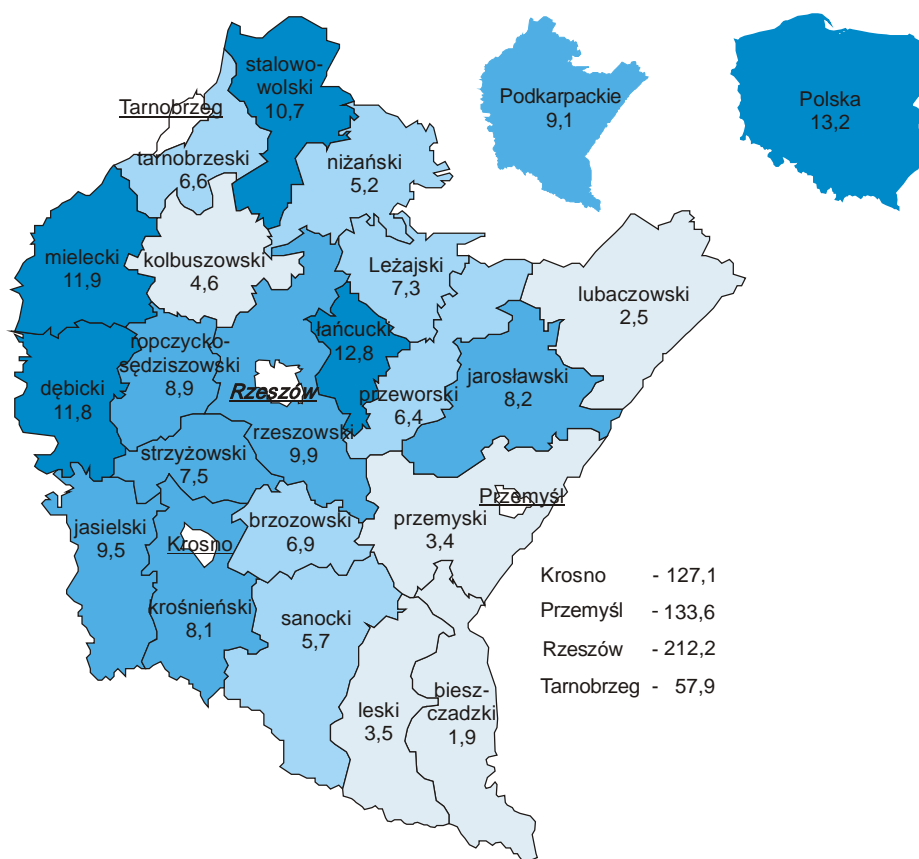 stalowo-
wolski
10,7
Tarnobrzeg
tarnobrzeski
6,6
niżański
5,2
Podkarpackie
9,1
Polska
13,2
mielecki
11,9
kolbuszowski
4,6
Leżajski
7,3
lubaczowski
2,5
łańcucki
12,8
ropczycko-
sędziszowski
8,9
dębicki
11,8
Rzeszów
przeworski
6,4
jarosławski
8,2
rzeszowski
9,9
strzyżowski
7,5
Przemyśl
przemyski
3,4
jasielski
9,5
Krosno
brzozowski
6,9
krośnieński
8,1
sanocki
5,7
leski
3,5
biesz-
czadzki
1,9
Krosno - 127,1
Przemyśl - 133,6
Rzeszów - 212,2
Tarnobrzeg - 57,9